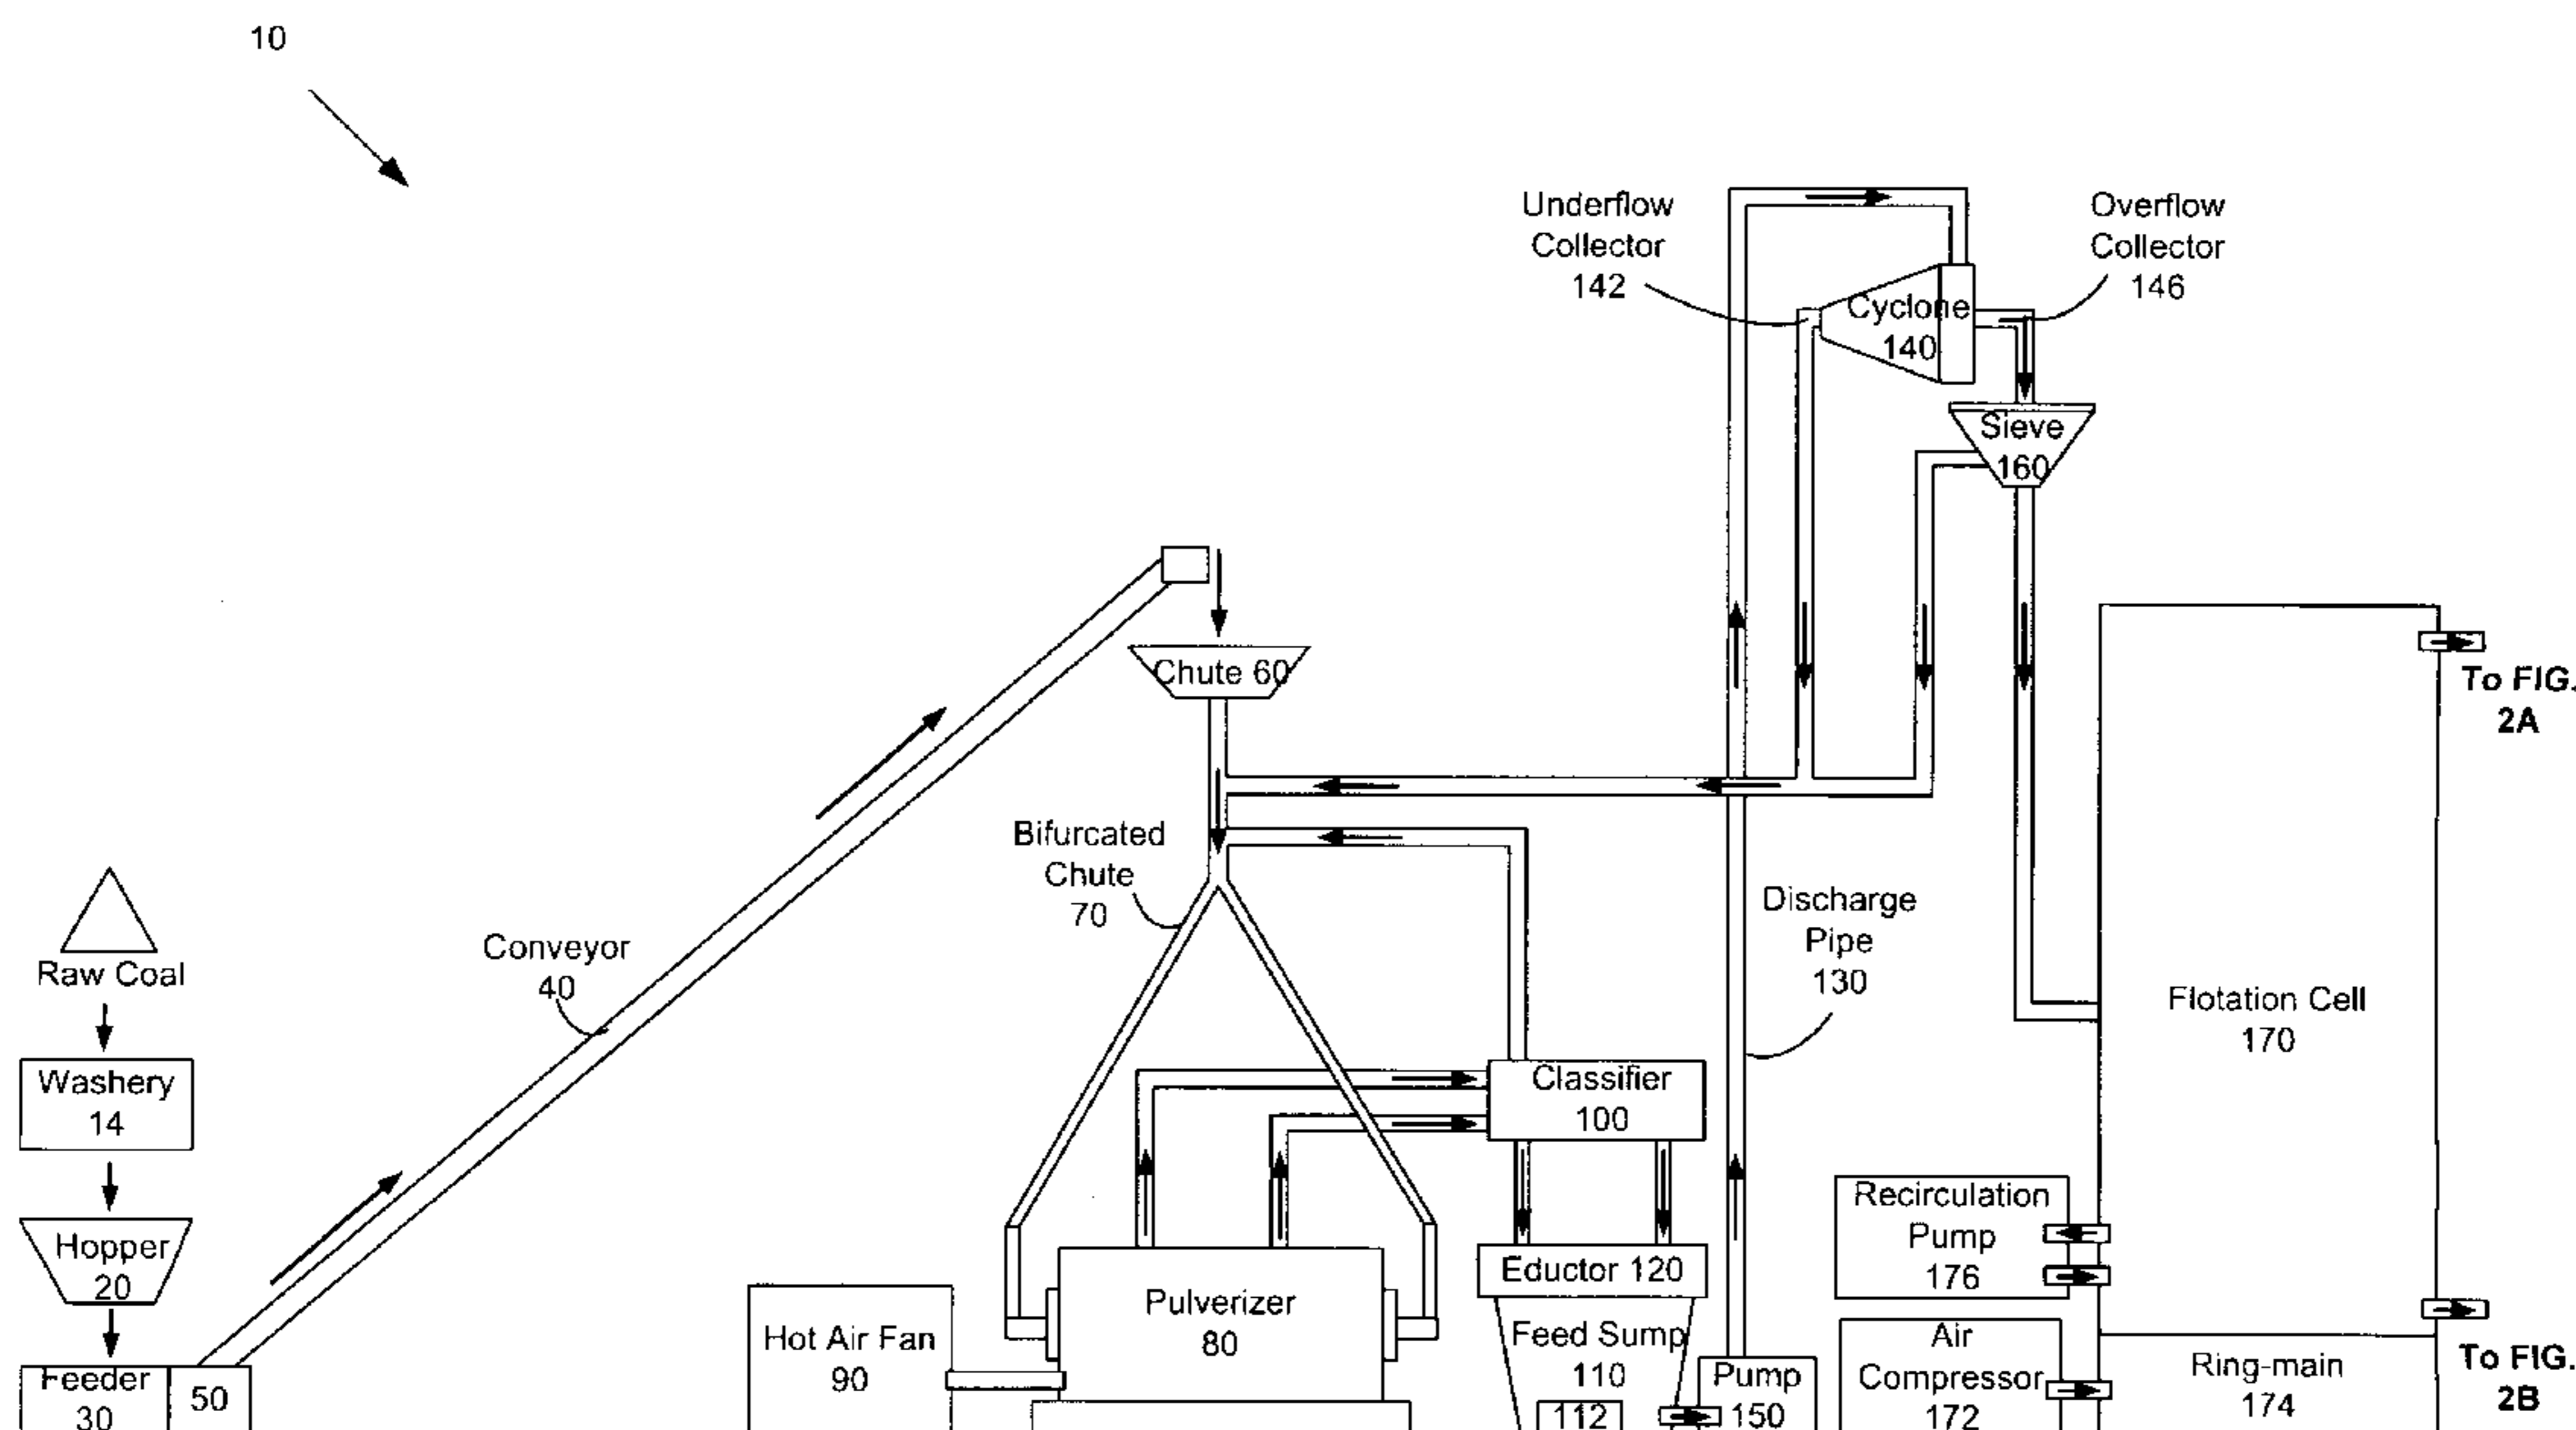 10
Underflow
Collector
142
Overflow
Collector
146
Cyclone
140
Sieve
160
Chute 60
To FIG.
2A
Bifurcated
Chute
70
Discharge
Pipe
130
Conveyor
40
Raw Coal
Flotation Cell
170
Washery
14
Classifier
100
Hopper
20
Recirculation
Pump
176
Eductor 120
Pulverizer
80
Hot Air Fan
90
Feed Sump
110
112
Pump
150
Air
Compressor
172
Ring-main
174
To FIG.
2B
Feeder
30
50